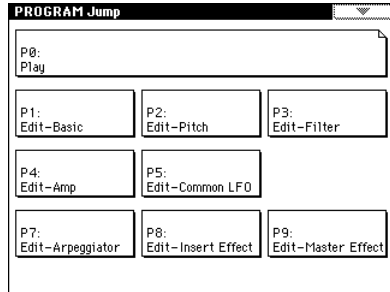 PROGRAM Jump
P0:
Play
P1:
Edit-Basic
P2:
Edit-Pitch
P3:
Edit-Filter
P4:
Edit-Amp
P5:
Edit-Common LFO
P7:
Edit-Arpeggiator
P8:
Edit-Insert Effect
P9:
Edit-Master Effect